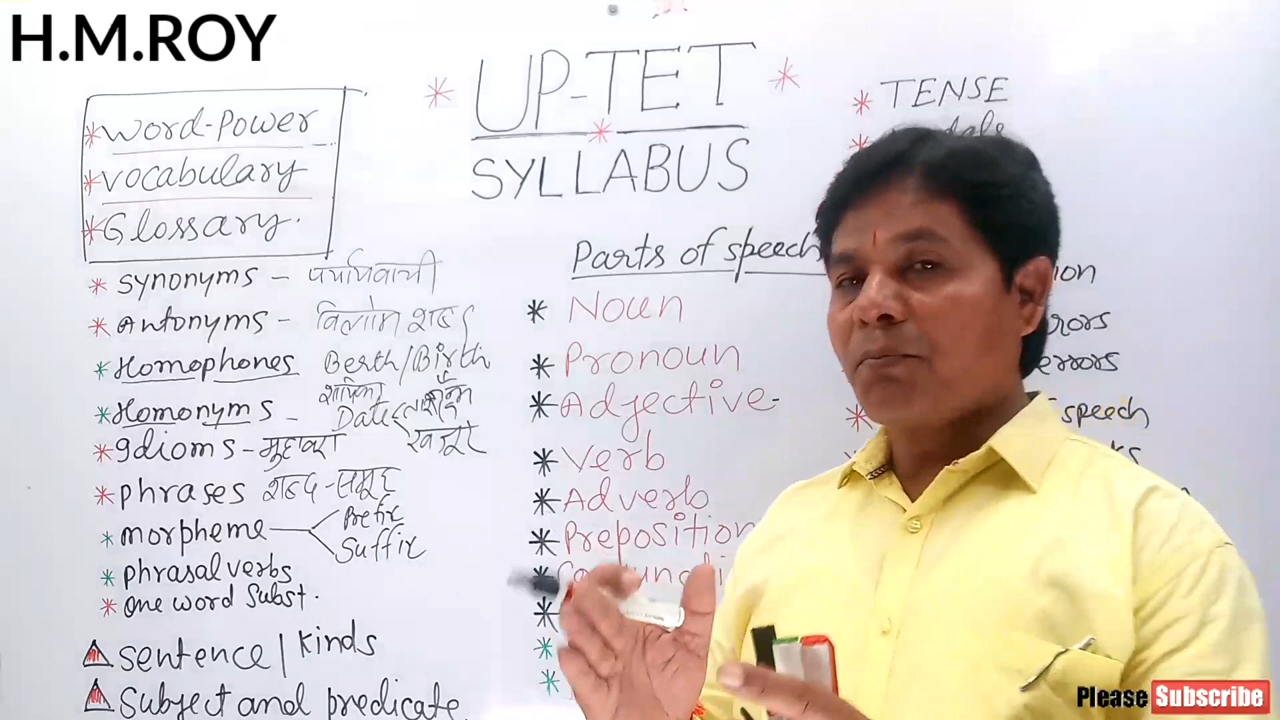 H.M.ROY
UP-TET
SYLLABUS
Word-Power
Vocabulary
Glossary.
Synonyms - पर्यायवाची
Antonyms - विलोम शब्द
Homophones Berth/Birth
Homonyms - Date
खजूर
Idioms - मुहावरा
phrases शब्द-समूह
morpheme Prefix
Suffix
phrasal verbs
one word Subst.
Sentence / kinds
Subject and predicate
Parts of speech
Noun
Pronoun
Adjective
Verb
Adverb
Preposition
TENSE
errors
speech
Please Subscribe